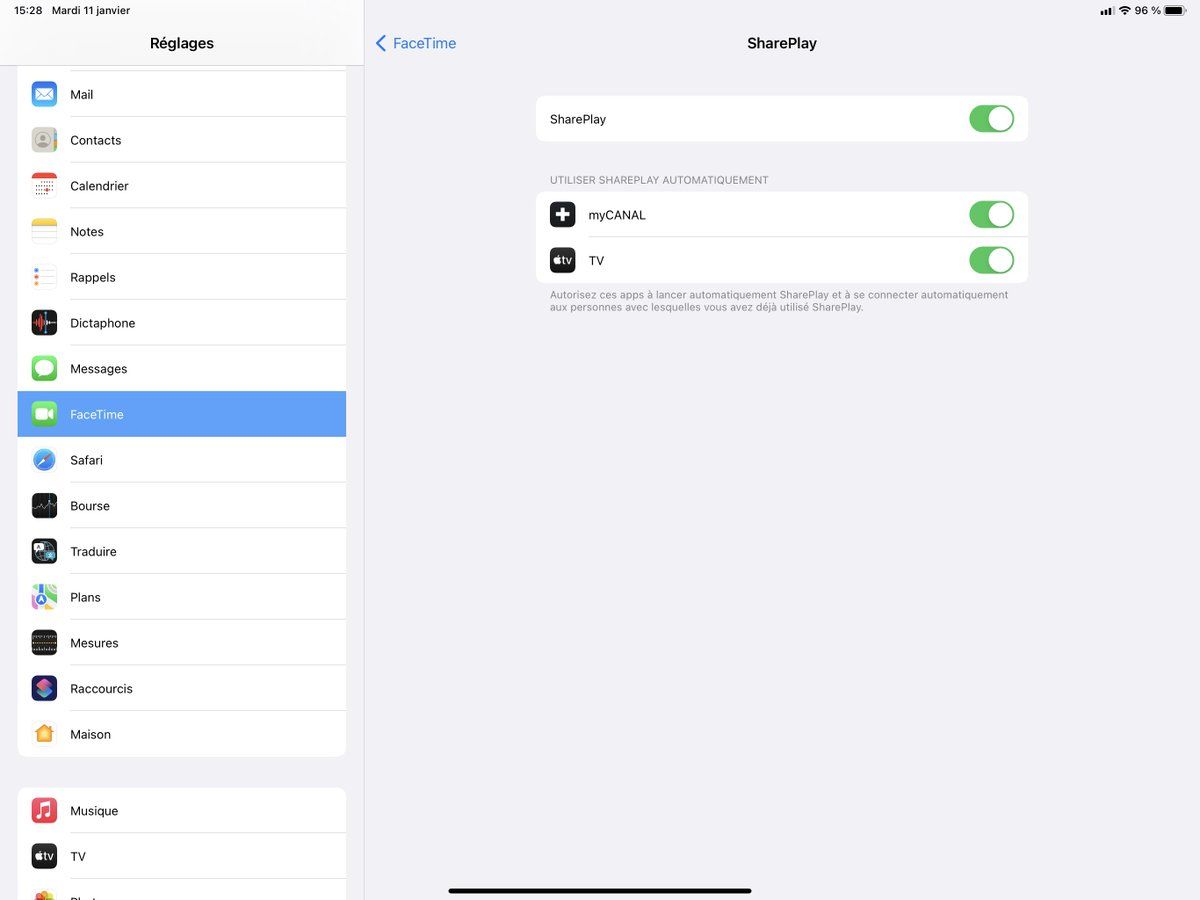 15:28 Mardi 11 janvier
96 %
Réglages
Mail
Contacts
Calendrier
Notes
Rappels
Dictaphone
Messages
FaceTime
Safari
Bourse
Traduire
Plans
Mesures
Raccourcis
Maison
Musique
tv
TV
FaceTime
SharePlay
SharePlay
UTILISER SHAREPLAY AUTOMATIQUEMENT
myCANAL
tv
TV
Autorisez ces apps à lancer automatiquement SharePlay et à se connecter automatiquement
aux personnes avec lesquelles vous avez déjà utilisé SharePlay.